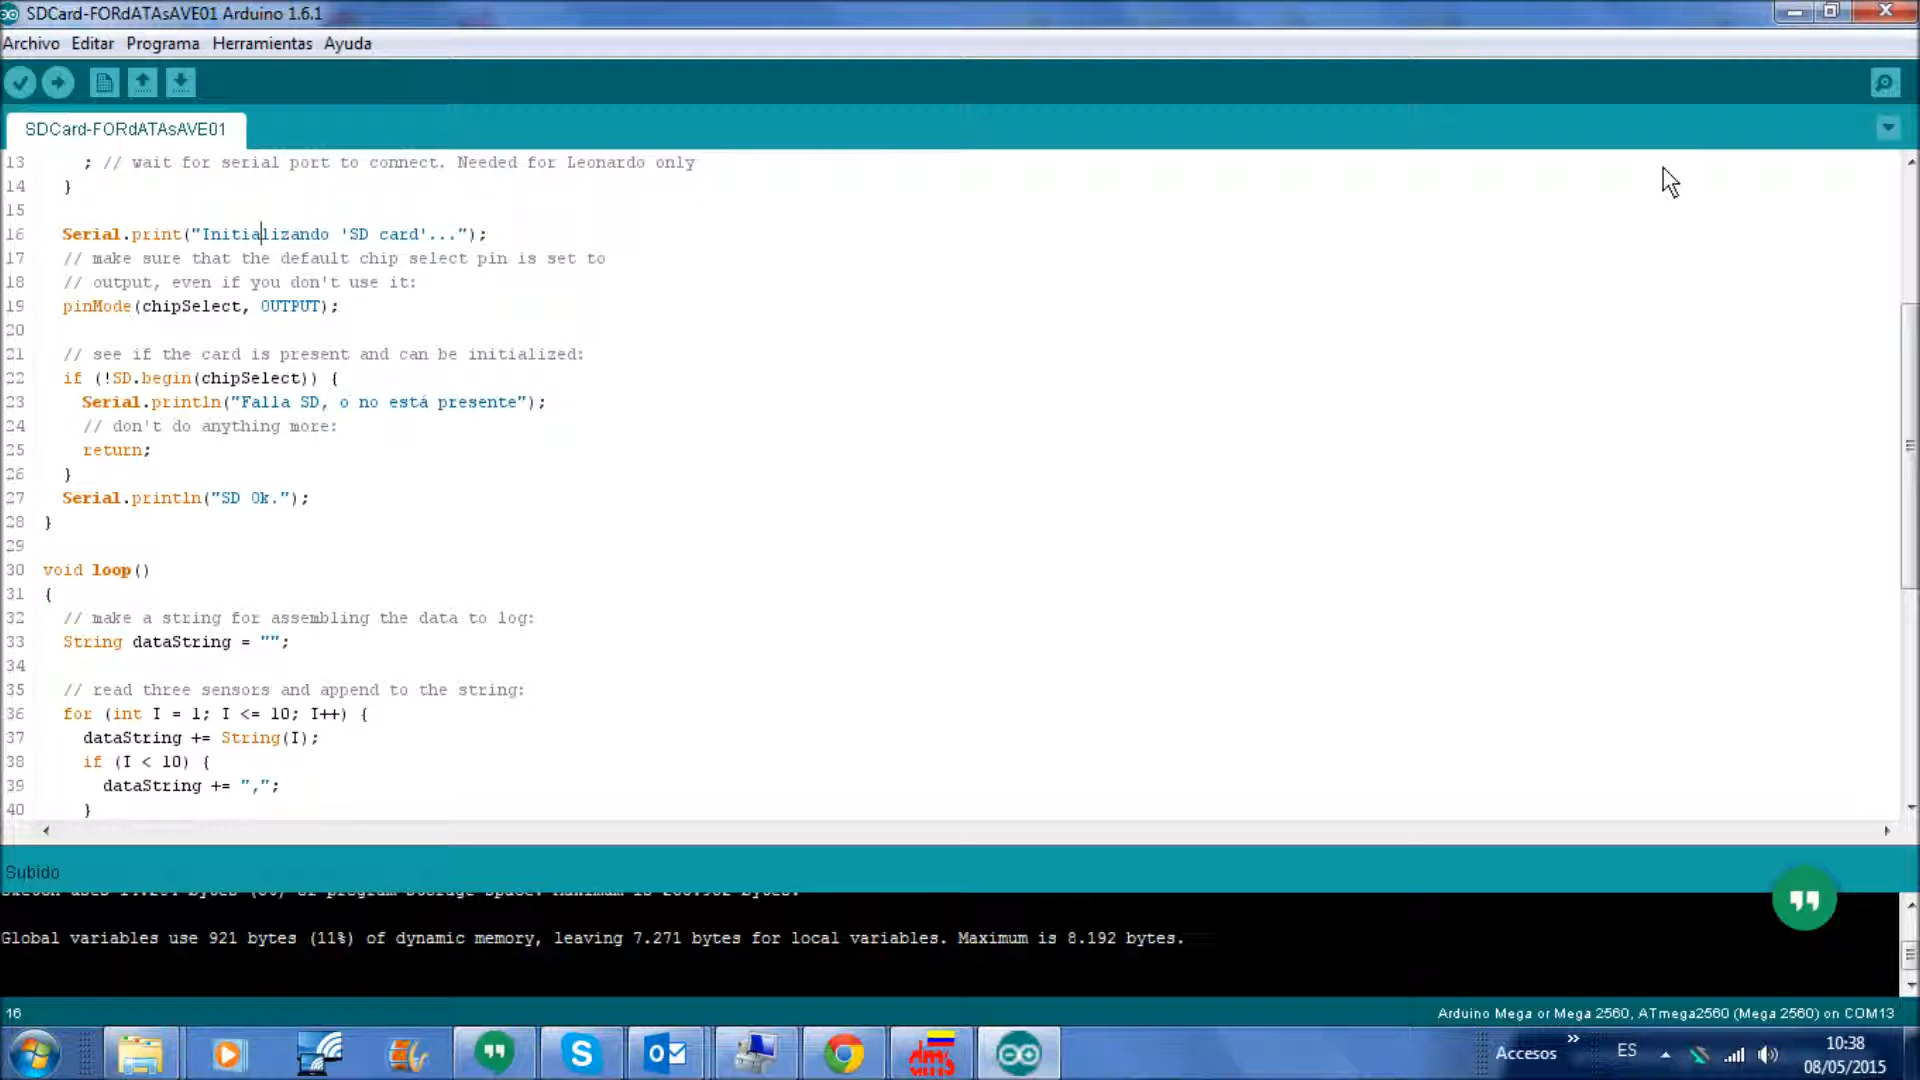 SDCard-FORdATAsAVE01 Arduino 1.6.1
Archivo Editar Programa Herramientas Ayuda
SDCard-FORdATAsAVE01
13 ; // wait for serial port to connect. Needed for Leonardo only
14 }
15
16 Serial.print("Initializando 'SD card'...");
17 // make sure that the default chip select pin is set to
18 // output, even if you don't use it:
19 pinMode(chipSelect, OUTPUT);
20
21 // see if the card is present and can be initialized:
22 if (!SD.begin(chipSelect)) {
23 Serial.println("Falla SD, o no está presente");
24 // don't do anything more:
25 return;
26 }
27 Serial.println("SD Ok.");
28 }
29
30 void loop()
31 {
32 // make a string for assembling the data to log:
33 String dataString = "";
34
35 // read three sensors and append to the string:
36 for (int I = 1; I <= 10; I++) {
37 dataString += String(I);
38 if (I < 10) {
39 dataString += ",";
40 }
Subido
Global variables use 921 bytes (11%) of dynamic memory, leaving 7.271 bytes for local variables. Maximum is 8.192 bytes.
16 Arduino Mega or Mega 2560, ATmega2560 (Mega 2560) on COM13
Accesos » ES 10:38
08/05/2015